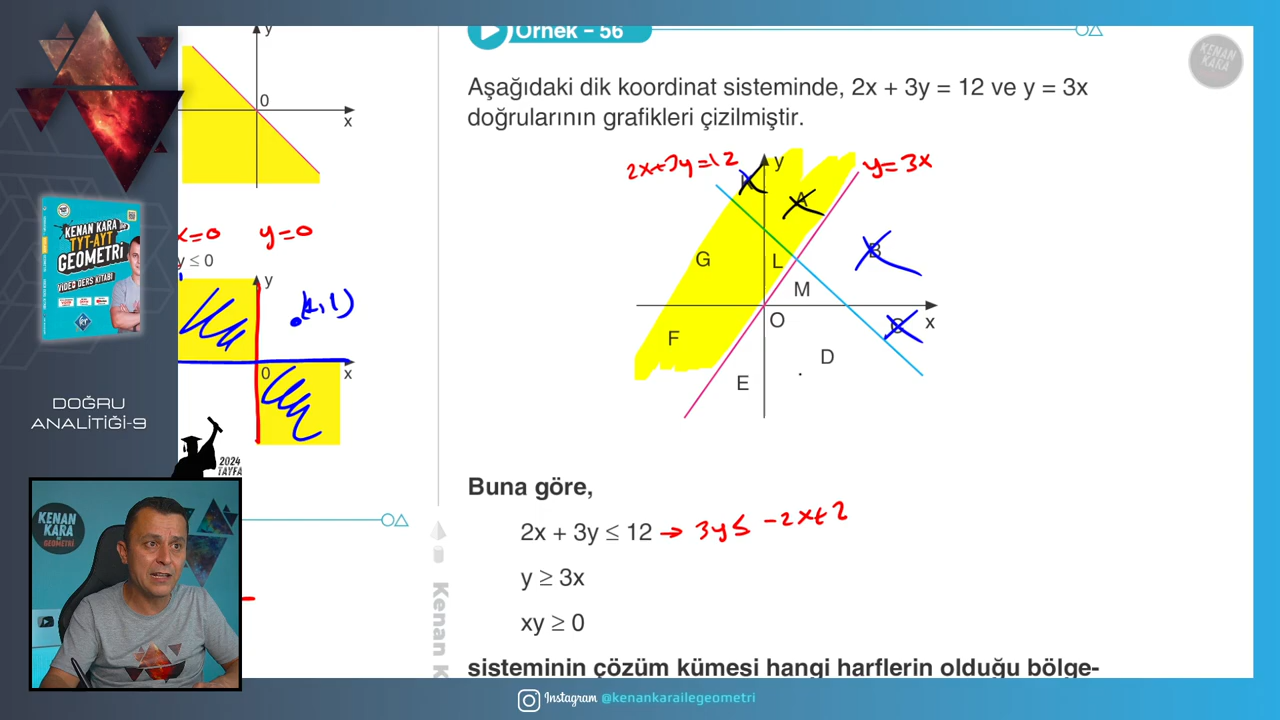 y
0
x
x=0 y=0
y ≤ 0
y
(1,1)
0
x
2024
TAYFA
KENAN KARA
TYT-AYT
GEOMETRİ
VİDEO DERS KİTABI
DOĞRU
ANALİTİĞİ-9
KENAN
KARA
ile
GEOMETRİ
Örnek – 56
KENAN
KARA
Aşağıdaki dik koordinat sisteminde, 2x + 3y = 12 ve y = 3x
doğrularının grafikleri çizilmiştir.
2x+3y=12
y
y=3x
K
A
B
G
L
M
O
C
x
F
D
E
Buna göre,
2x + 3y ≤ 12 → 3y ≤ -2x+2
y ≥ 3x
xy ≥ 0
sisteminin çözüm kümesi hangi harflerin olduğu bölge-
Kenan K
Instagram @kenankarailegeometri